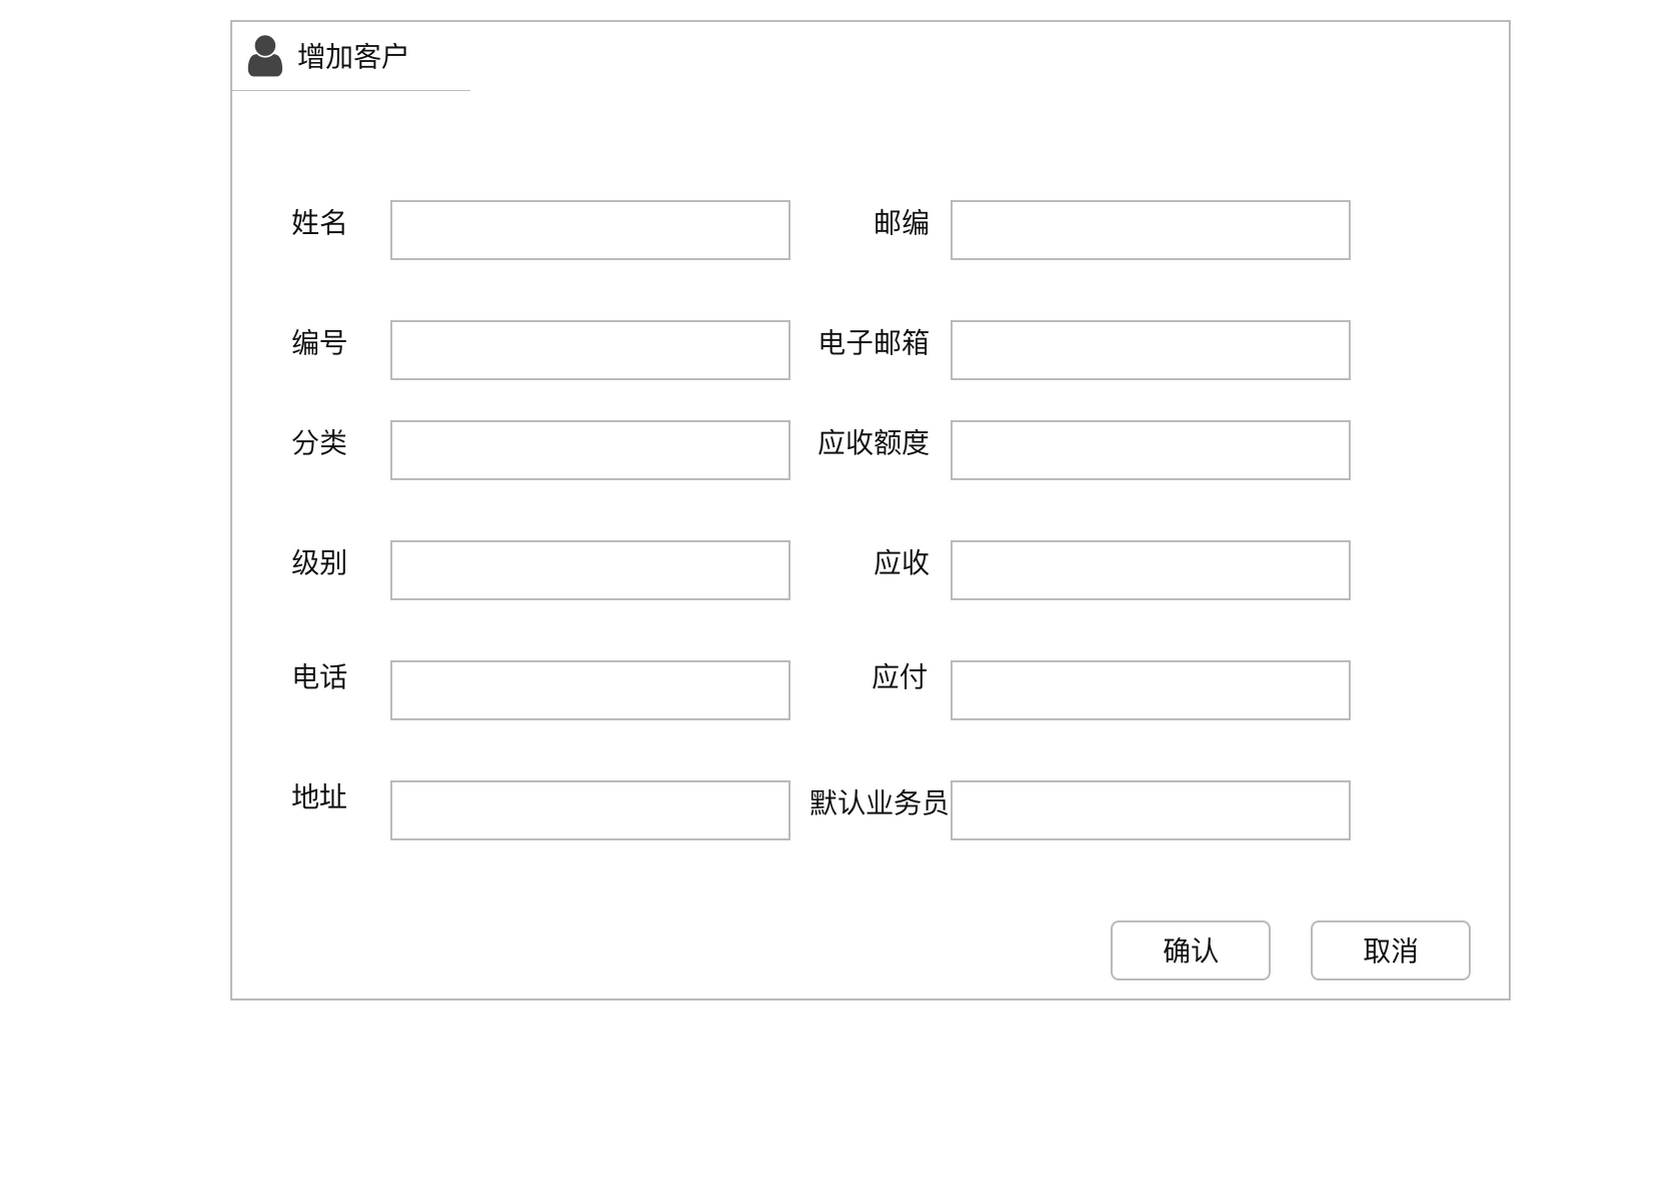 增加客户
姓名
邮编
编号
电子邮箱
分类
应收额度
级别
应收
电话
应付
地址
默认业务员
确认
取消